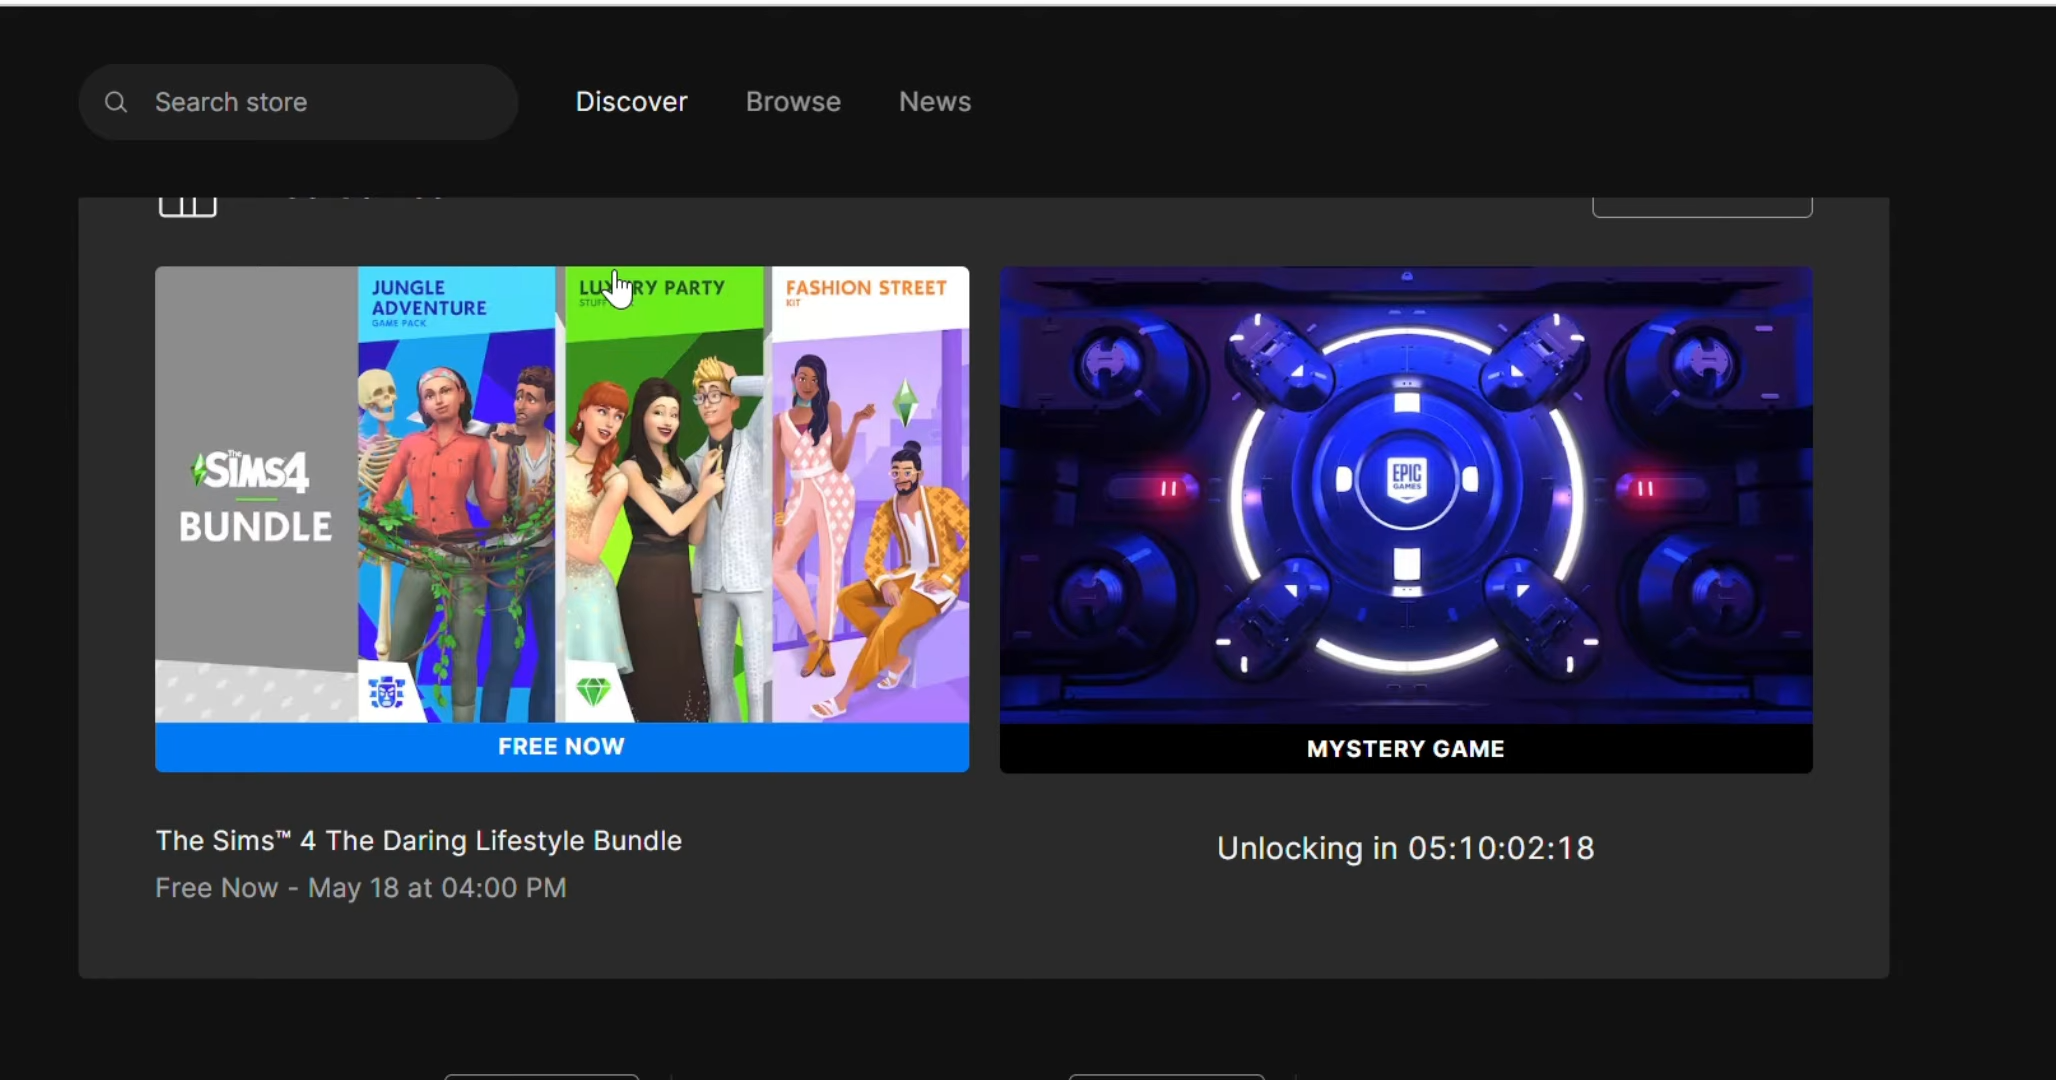 Search store
Discover
Browse
News
JUNGLE
ADVENTURE
GAME PACK
PARTY
FASHION STREET
KIT
The SiMS4
BUNDLE
EPIC
GAMES
FREE NOW
MYSTERY GAME
The Sims™ 4 The Daring Lifestyle Bundle
Free Now - May 18 at 04:00 PM
Unlocking in 05:10:02:18